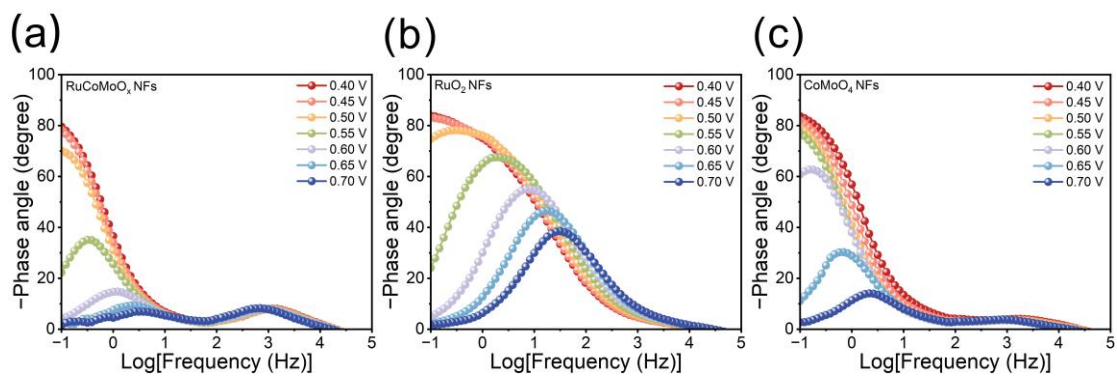 (a)
(b)
(c)
RuCoMoOₓ NFs
0.40 V
0.45 V
0.50 V
0.55 V
0.60 V
0.65 V
0.70 V
100
80
60
40
20
0
−Phase angle (degree)
-1 0 1 2 3 4 5
Log[Frequency (Hz)]
RuO₂ NFs
0.40 V
0.45 V
0.50 V
0.55 V
0.60 V
0.65 V
0.70 V
100
80
60
40
20
0
−Phase angle (degree)
-1 0 1 2 3 4 5
Log[Frequency (Hz)]
CoMoO₄ NFs
0.40 V
0.45 V
0.50 V
0.55 V
0.60 V
0.65 V
0.70 V
100
80
60
40
20
0
−Phase angle (degree)
-1 0 1 2 3 4 5
Log[Frequency (Hz)]